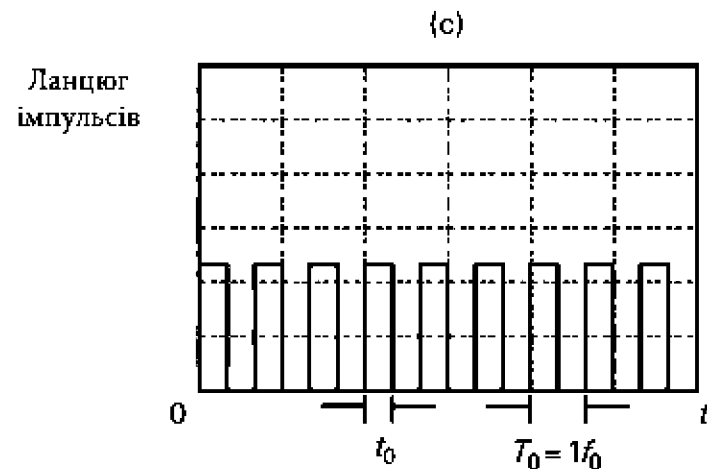 (c)
Ланцюг
імпульсів
0
t
t₀
T₀ = 1f₀